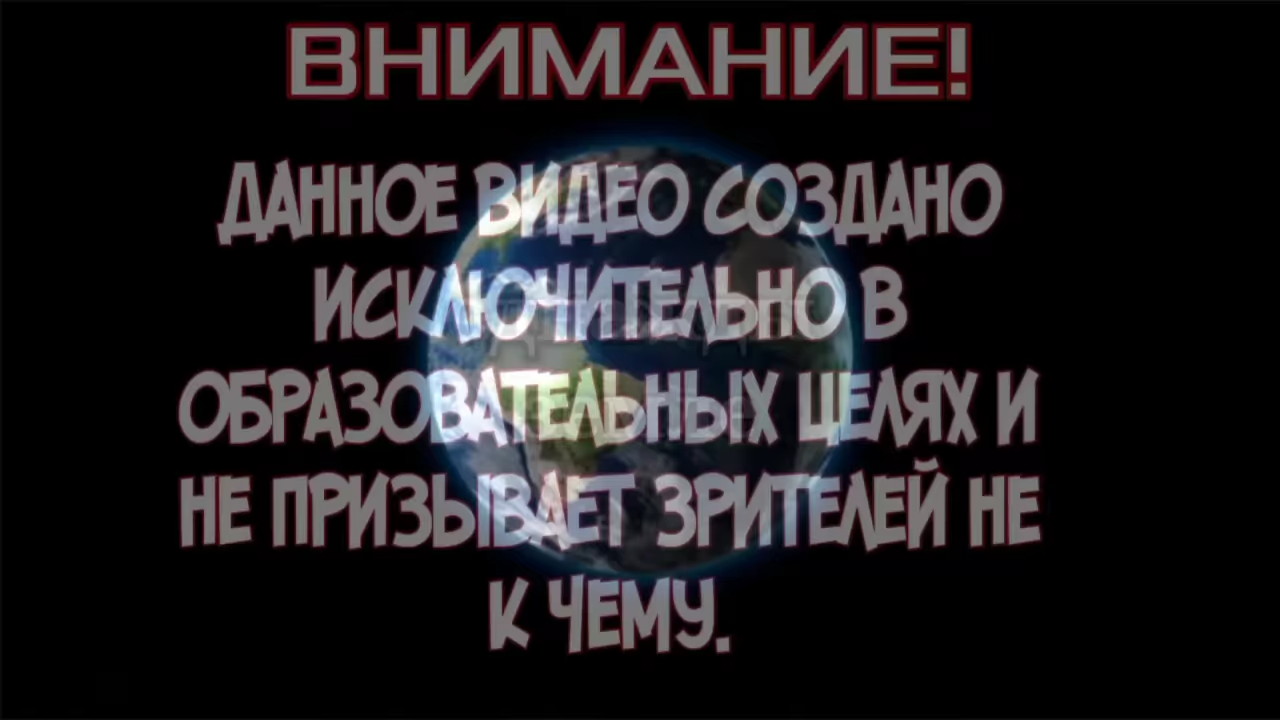 ВНИМАНИЕ!
ДАННОЕ ВИДЕО СОЗДАНО
ИСКЛЮЧИТЕЛЬНО В
ОБРАЗОВАТЕЛЬНЫХ ЦЕЛЯХ И
НЕ ПРИЗЫВАЕТ ЗРИТЕЛЕЙ НЕ
К ЧЕМУ.